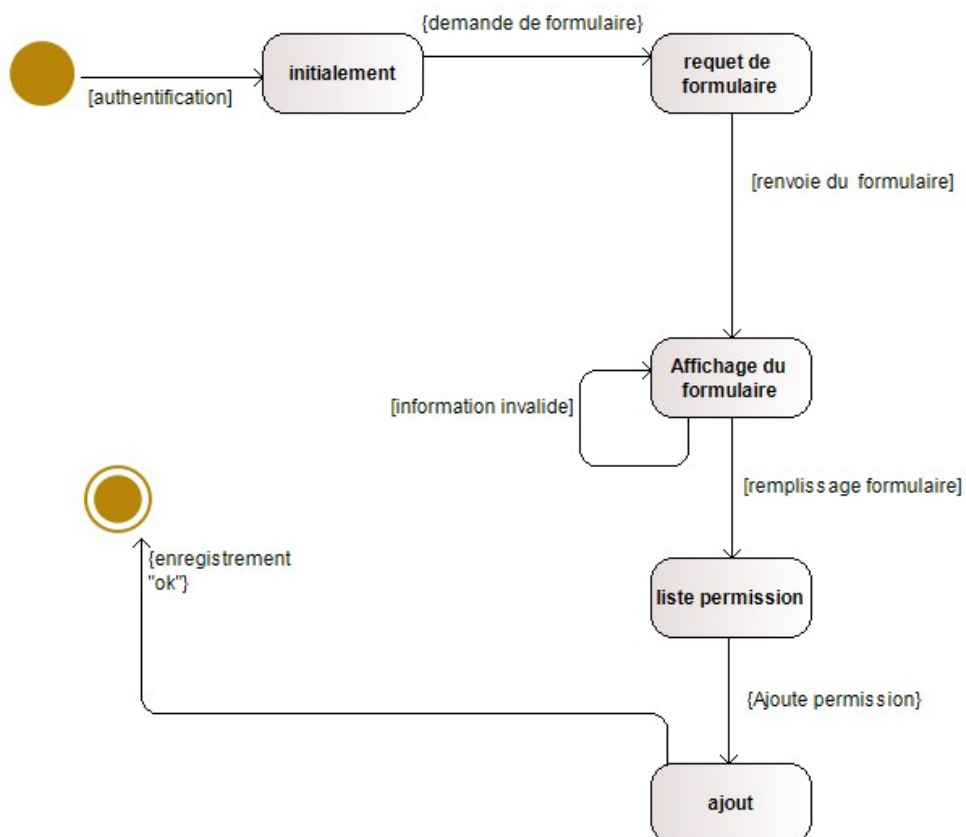 {demande de formulaire}
initialement
requet de
formulaire
[authentification]
[renvoie du formulaire]
Affichage du
formulaire
[information invalide]
[remplissage formulaire]
{enregistrement
"ok"}
liste permission
{Ajoute permission}
ajout